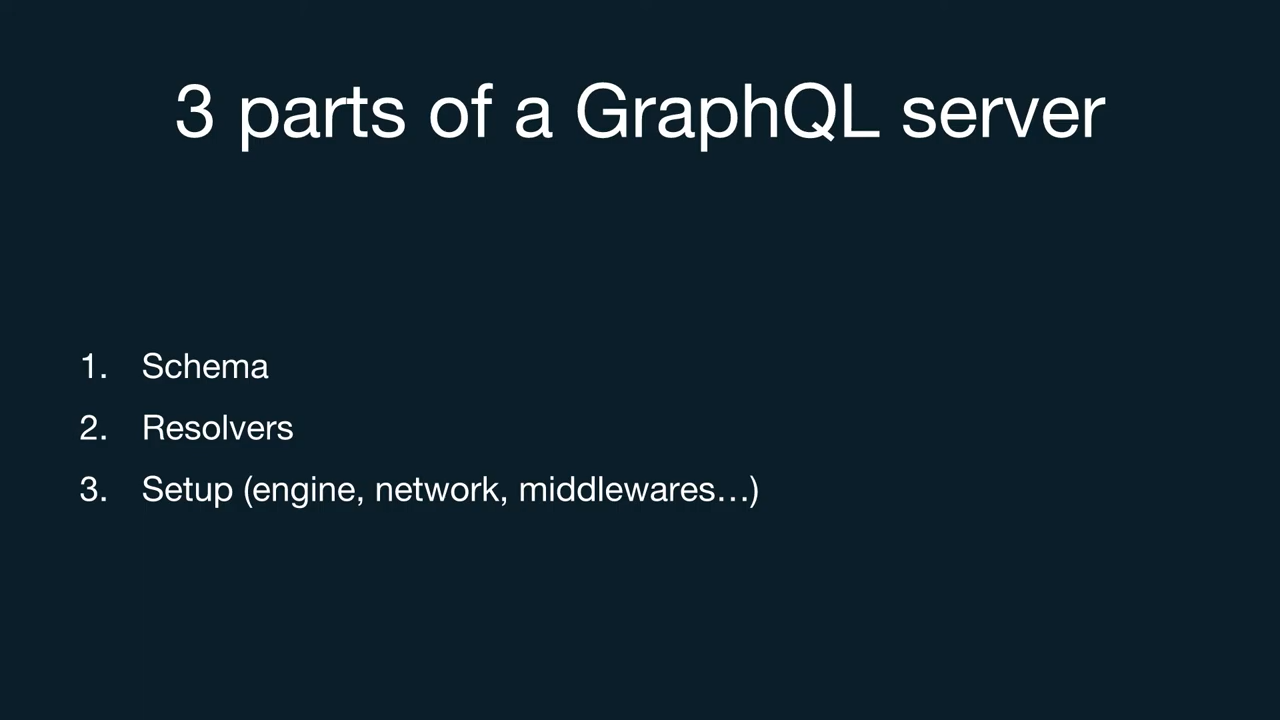 3 parts of a GraphQL server
1. Schema
2. Resolvers
3. Setup (engine, network, middlewares…)